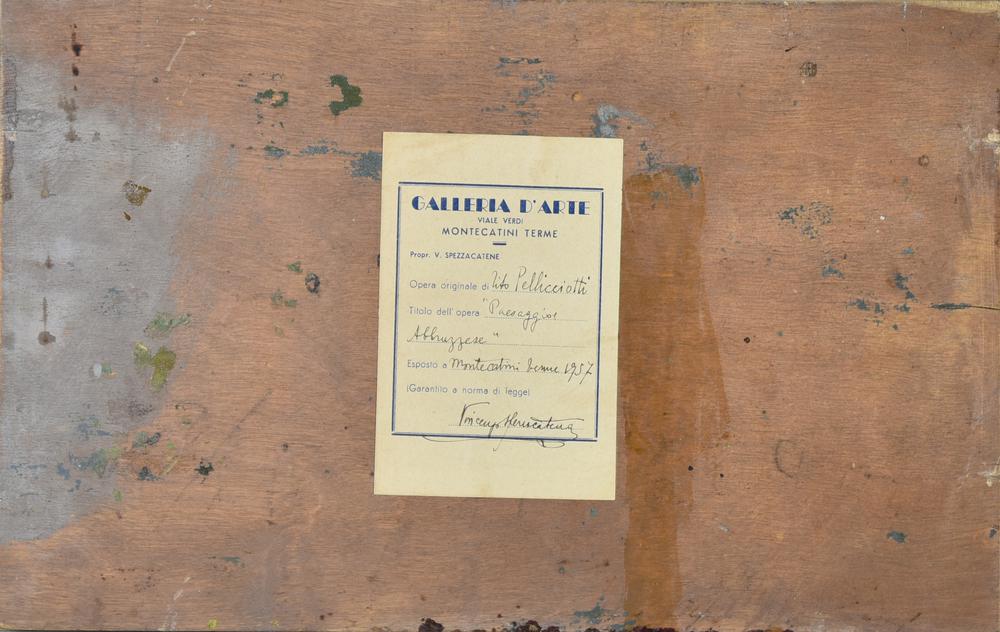 GALLERIA D'ARTE
VIALE VERDI
MONTECATINI TERME
Propr. V. SPEZZACATENE
Opera originale di Tito Pellicciotti
Titolo dell'opera "Paesaggio
Abbruzzese"
Esposto a Montecatini Terme 1957
(Garantito a norma di legge)